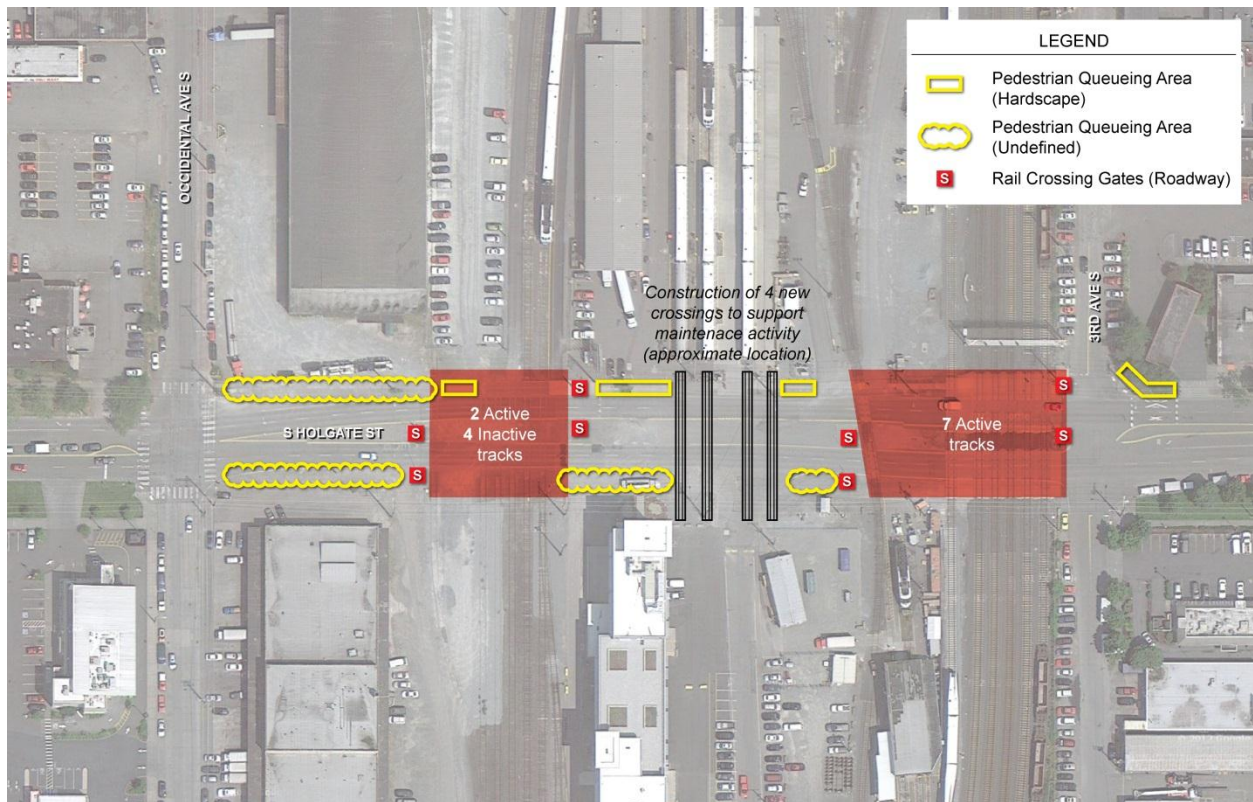 LEGEND
Pedestrian Queueing Area
(Hardscape)
Pedestrian Queueing Area
(Undefined)
S Rail Crossing Gates (Roadway)
OCCIDENTAL AVE S
3RD AVE S
Construction of 4 new
crossings to support
maintenace activity
(approximate location)
S
S
2 Active
4 Inactive
tracks
S HOLGATE ST
S
S
S
S
7 Active
tracks
S
S